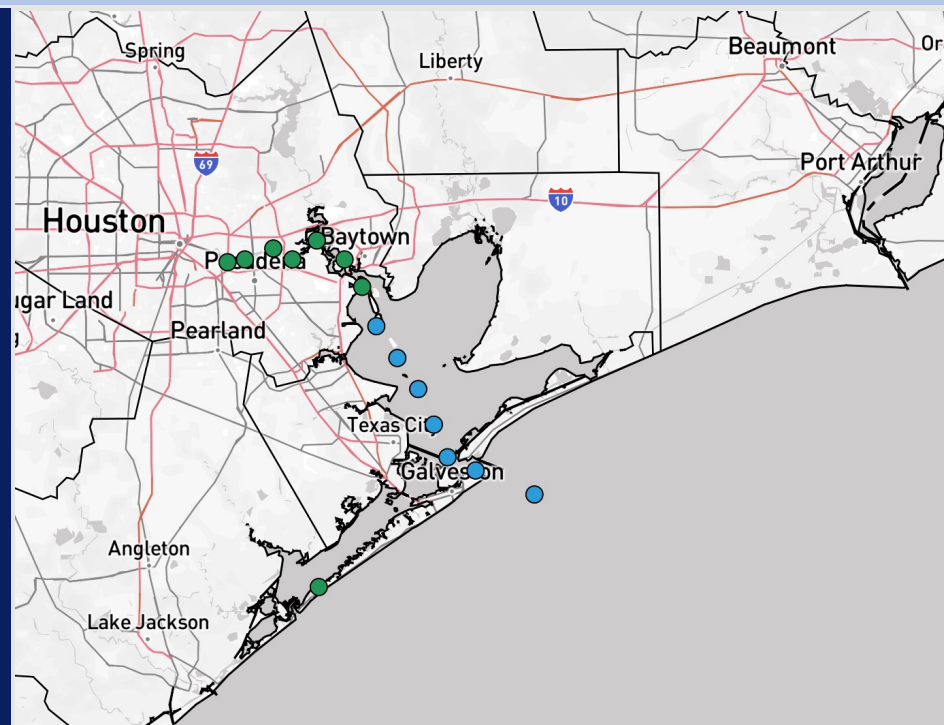 Spring
Liberty
Beaumont
Or
69
Port Arthur
10
Houston
Baytown
Pasadena
ugar Land
Pearland
Texas City
Galveston
Angleton
Lake Jackson